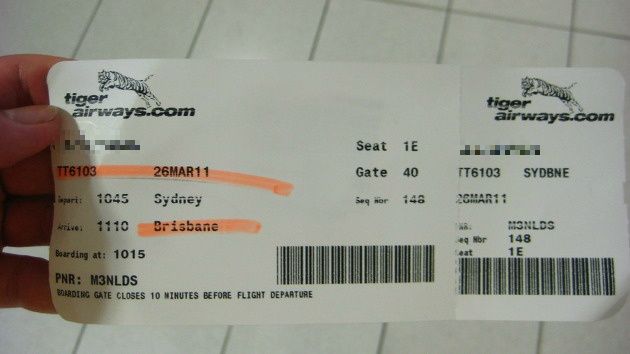 tiger
airways.com
Seat 1E
TT6103 26MAR11
Gate 40
Depart: 1045 Sydney
Seq Nbr 148
Arrive: 1110 Brisbane
Boarding at: 1015
PNR: M3NLDS
BOARDING GATE CLOSES 10 MINUTES BEFORE FLIGHT DEPARTURE
tiger
airways.com
TT6103 SYDBNE
26MAR11
M3NLDS
Seq Nbr 148
Seat 1E